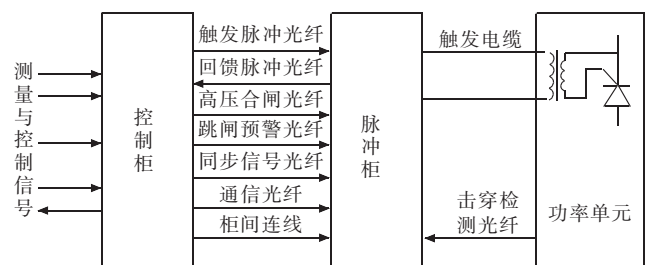 测量与控制信号
控制柜
触发脉冲光纤
回馈脉冲光纤
高压合闸光纤
跳闸预警光纤
同步信号光纤
通信光纤
柜间连线
脉冲柜
触发电缆
击穿检
测光纤
功率单元